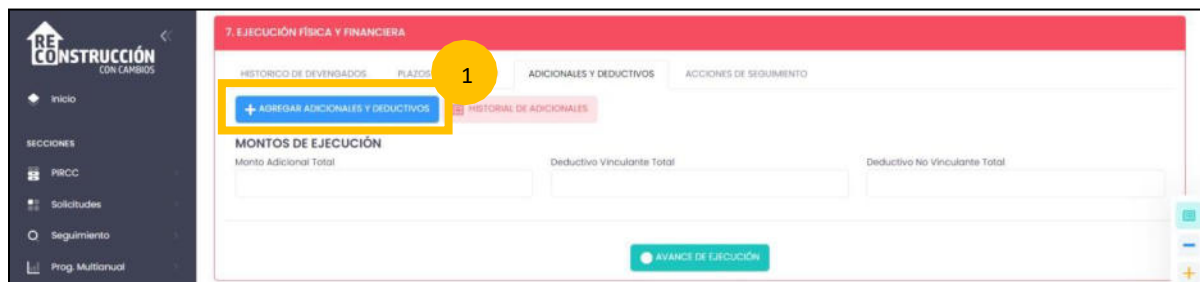 RE
CONSTRUCCIÓN
CON CAMBIOS
Inicio
SECCIONES
PIRCC
Solicitudes
Seguimiento
Prog. Multianual
7. EJECUCIÓN FÍSICA Y FINANCIERA
HISTORICO DE DEVENGADOS PLAZOS 1 ADICIONALES Y DEDUCTIVOS ACCIONES DE SEGUIMIENTO
+ AGREGAR ADICIONALES Y DEDUCTIVOS HISTORIAL DE ADICIONALES
MONTOS DE EJECUCIÓN
Monto Adicional Total Deductivo Vinculante Total Deductivo No Vinculante Total
AVANCE DE EJECUCIÓN